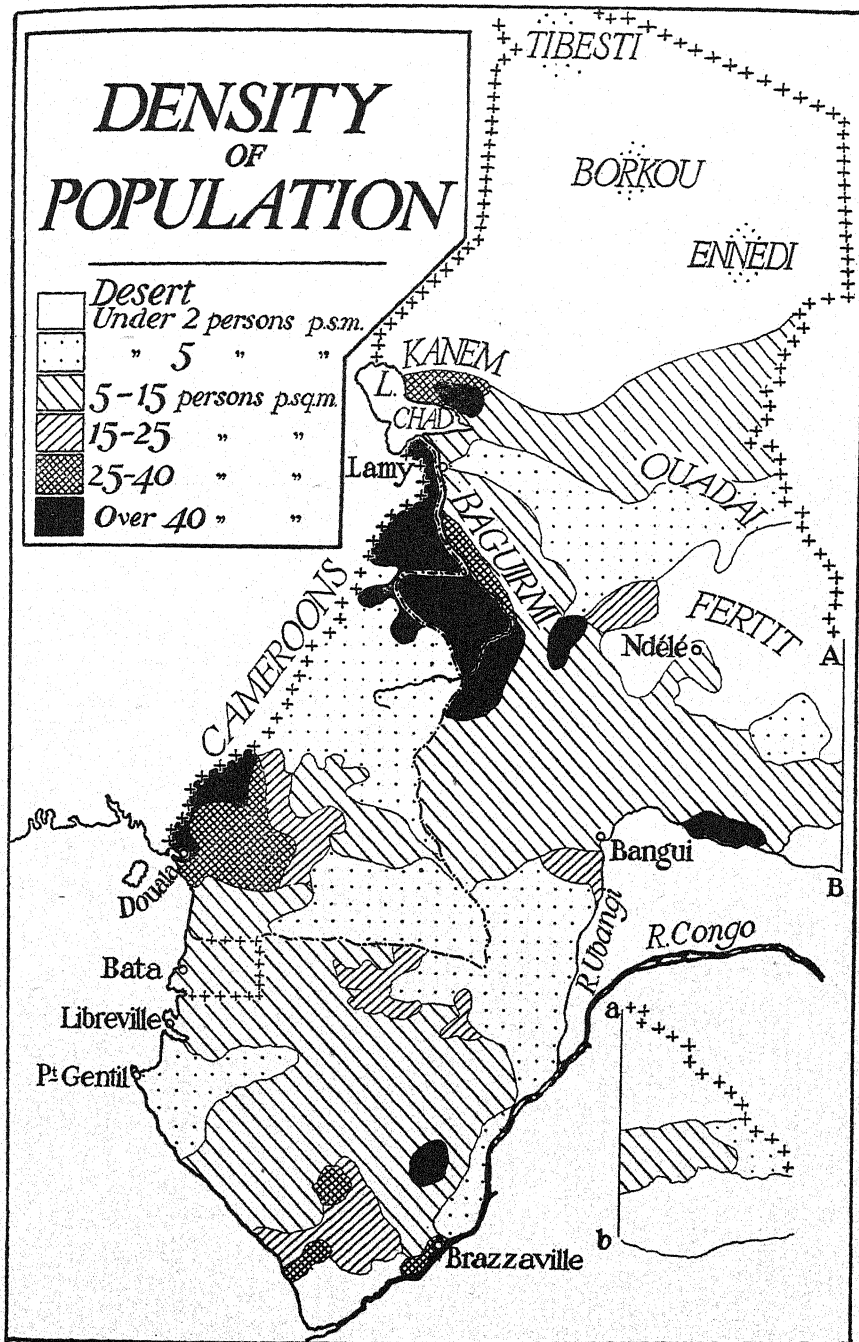 DENSITY
OF
POPULATION
Desert
Under 2 persons p.s.m.
" 5 " "
5-15 persons p.sq.m.
15-25 " "
25-40 " "
Over 40 " "
TIBESTI
BORKOU
ENNEDI
KANEM
L.
CHAD
Lamy
OUADAI
BAGUIRMI
FERTIT
Ndélé
A
CAMEROONS
Bangui
B
Douala
R. Ubangi
R. Congo
Bata
Libreville
a
Pt Gentil
b
Brazzaville